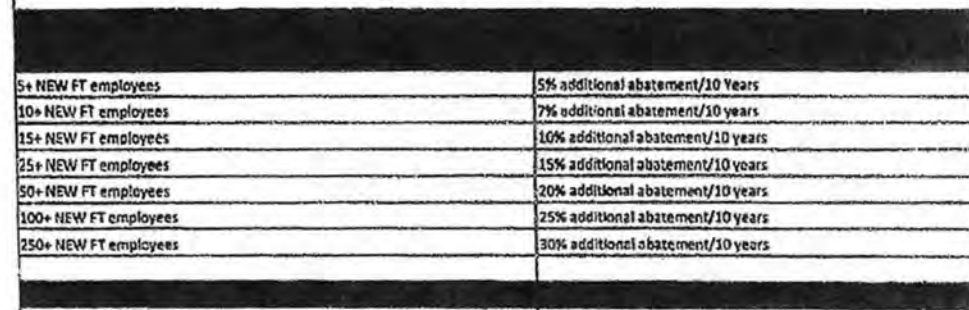 5+ NEW FT employees 5% additional abatement/10 Years
10+ NEW FT employees 7% additional abatement/10 years
15+ NEW FT employees 10% additional abatement/10 years
25+ NEW FT employees 15% additional abatement/10 years
50+ NEW FT employees 20% additional abatement/10 years
100+ NEW FT employees 25% additional abatement/10 years
250+ NEW FT employees 30% additional abatement/10 years